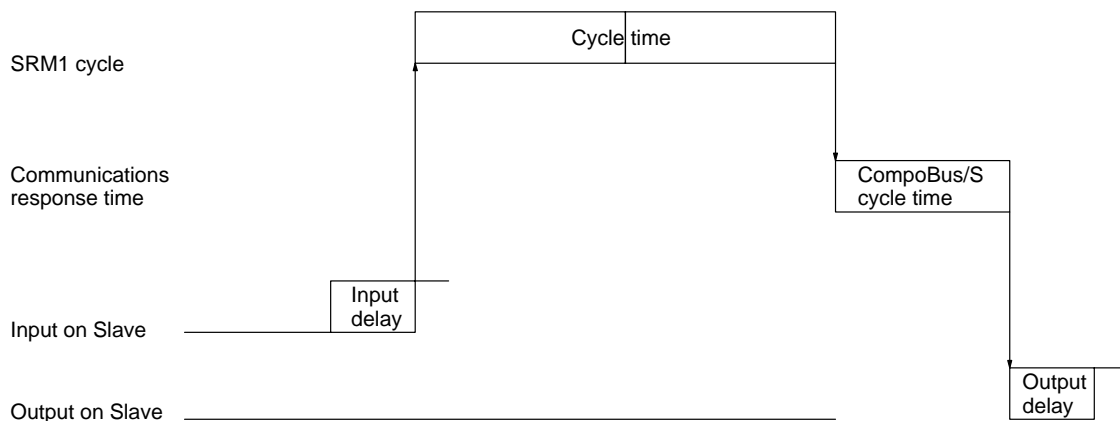 Cycle time
SRM1 cycle
Communications
response time
CompoBus/S
cycle time
Input
delay
Input on Slave
Output
delay
Output on Slave